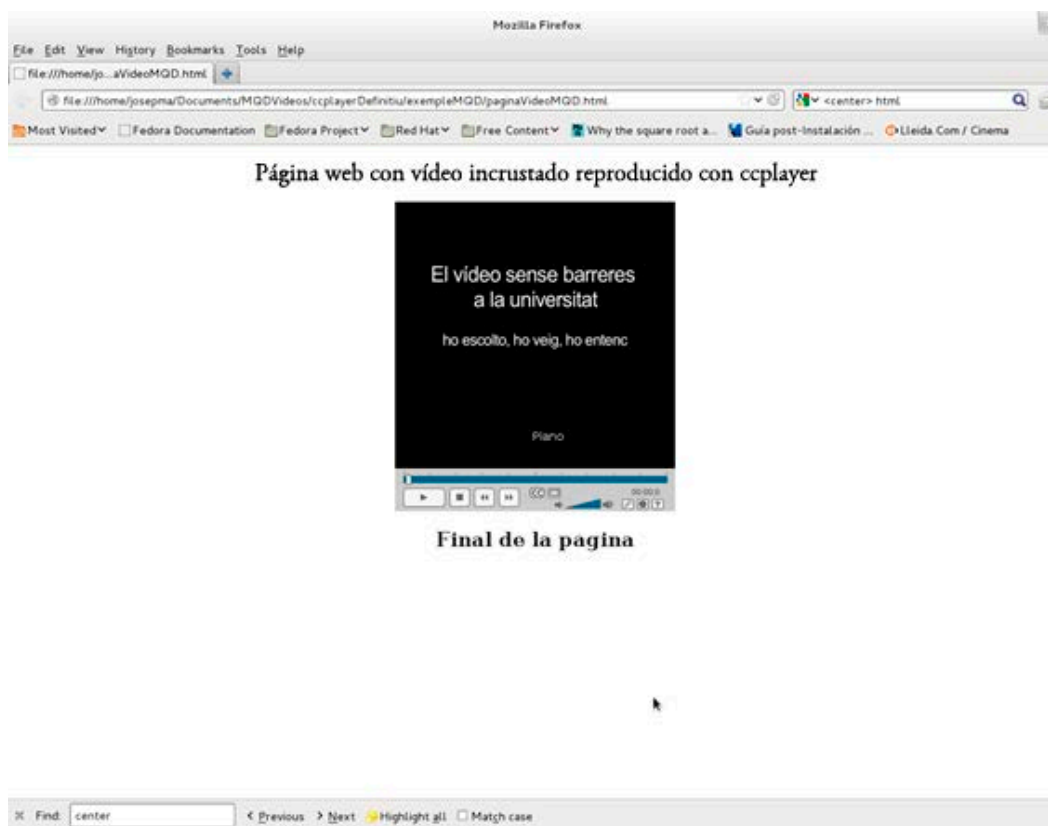 Mozilla Firefox
File Edit View History Bookmarks Tools Help
file:///home/jo...aVideoMQD.html
file:///home/josepma/Documents/MQDVideos/ccplayerDefinitiu/exempleMQD/paginaVideoMQD.html
<center> html
Most Visited Fedora Documentation Fedora Project Red Hat Free Content Why the square root a... Guía post-Instalación ... Lleida.Com / Cinema
Página web con vídeo incrustado reproducido con ccplayer
El vídeo sense barreres
a la universitat
ho escolto, ho veig, ho entenc
Piano
CC
00:00:0
Final de la pagina
Find: center Previous Next Highlight all Match case